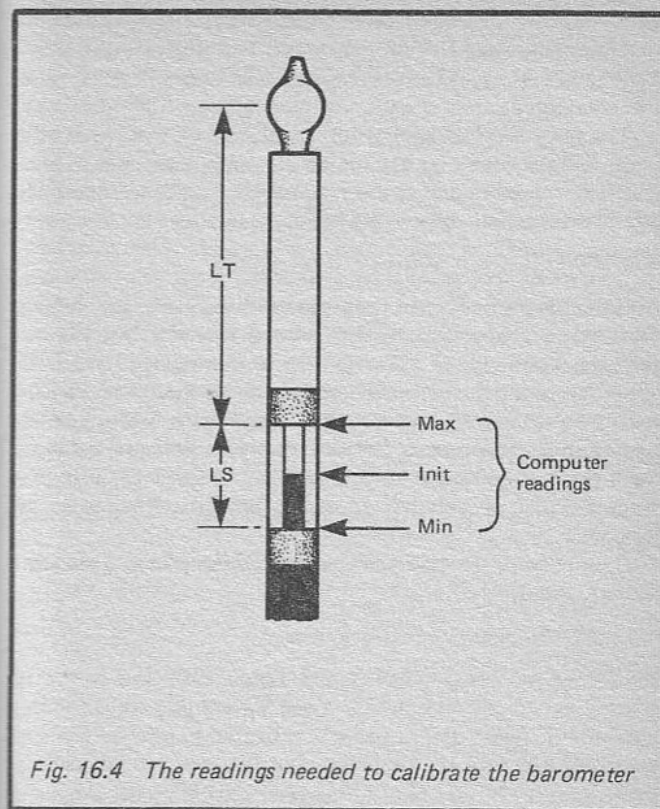 LT
Max
LS
Init
Computer
readings
Min
Fig. 16.4 The readings needed to calibrate the barometer